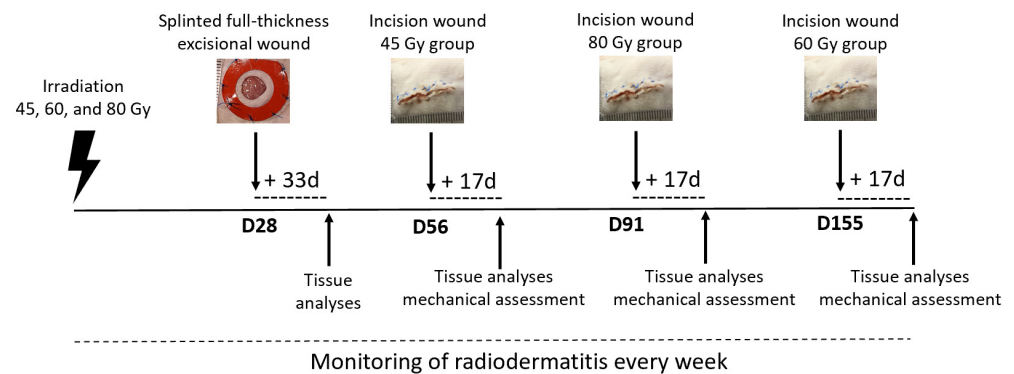 Irradiation
45, 60, and 80 Gy
Splinted full-thickness
excisional wound
Incision wound
45 Gy group
Incision wound
80 Gy group
Incision wound
60 Gy group
+ 33d
+ 17d
+ 17d
+ 17d
D28
D56
D91
D155
Tissue
analyses
Tissue analyses
mechanical assessment
Tissue analyses
mechanical assessment
Tissue analyses
mechanical assessment
Monitoring of radiodermatitis every week